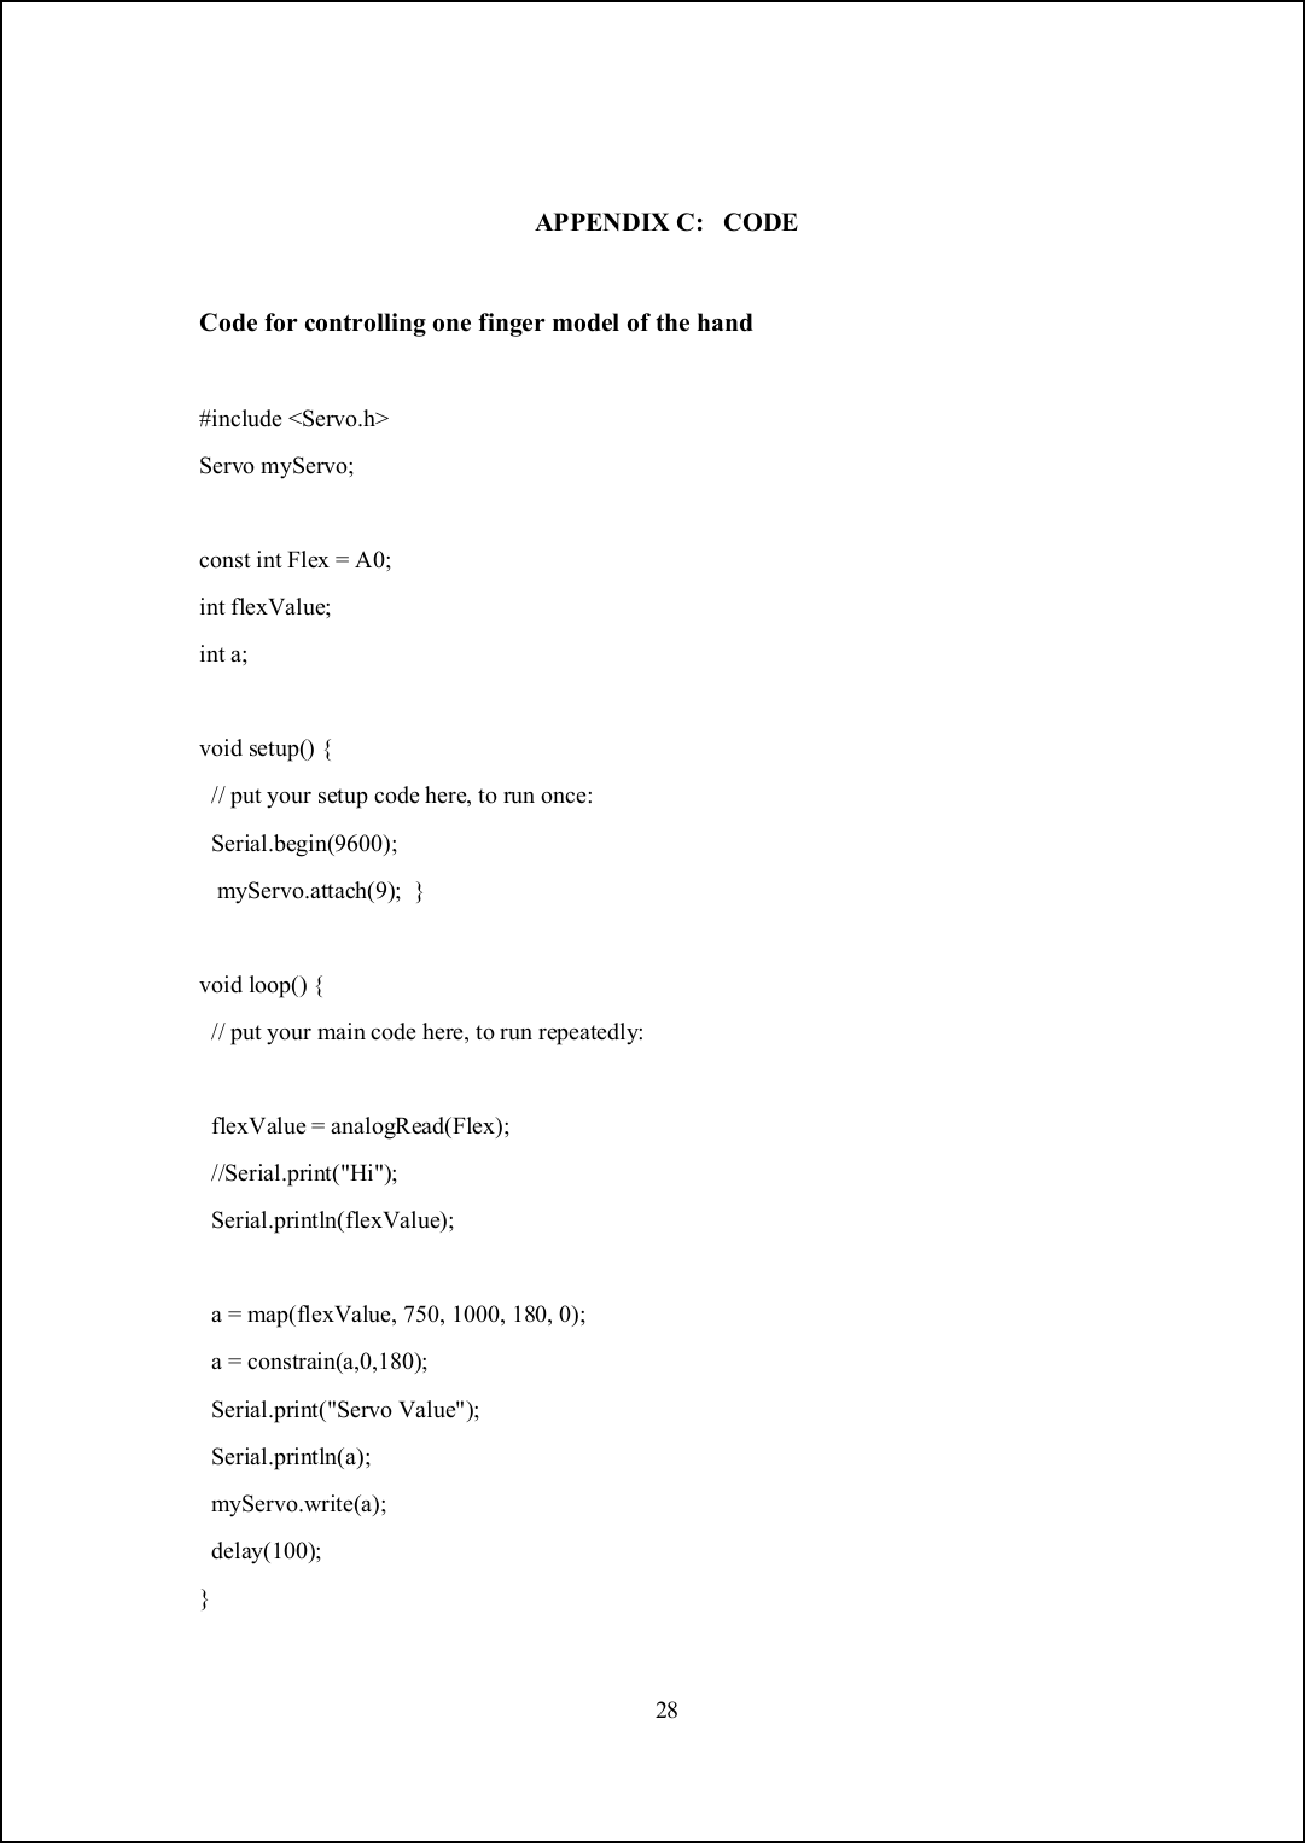 APPENDIX C: CODE
Code for controlling one finger model of the hand
#include <Servo.h>
Servo myServo;
const int Flex = A0;
int flexValue;
int a;
void setup() {
// put your setup code here, to run once:
Serial.begin(9600);
myServo.attach(9); }
void loop() {
// put your main code here, to run repeatedly:
flexValue = analogRead(Flex);
//Serial.print("Hi");
Serial.println(flexValue);
a = map(flexValue, 750, 1000, 180, 0);
a = constrain(a,0,180);
Serial.print("Servo Value");
Serial.println(a);
myServo.write(a);
delay(100);
}
28